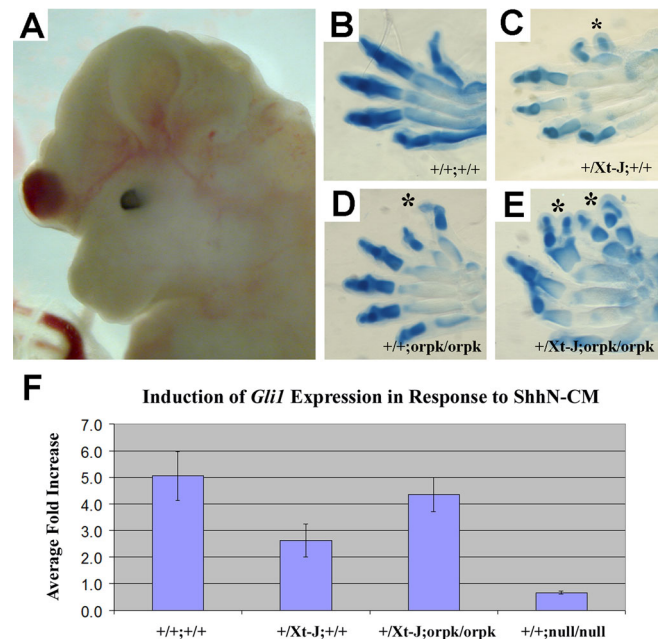 A
B
+/+;+/+
C
*
+/Xt-J;+/+
D
*
+/+;orpk/orpk
E
* *
+/Xt-J;orpk/orpk
F
Induction of Gli1 Expression in Response to ShhN-CM
Average Fold Increase
7.0
6.0
5.0
4.0
3.0
2.0
1.0
0.0
+/+;+/+ +/Xt-J;+/+ +/Xt-J;orpk/orpk +/+;null/null